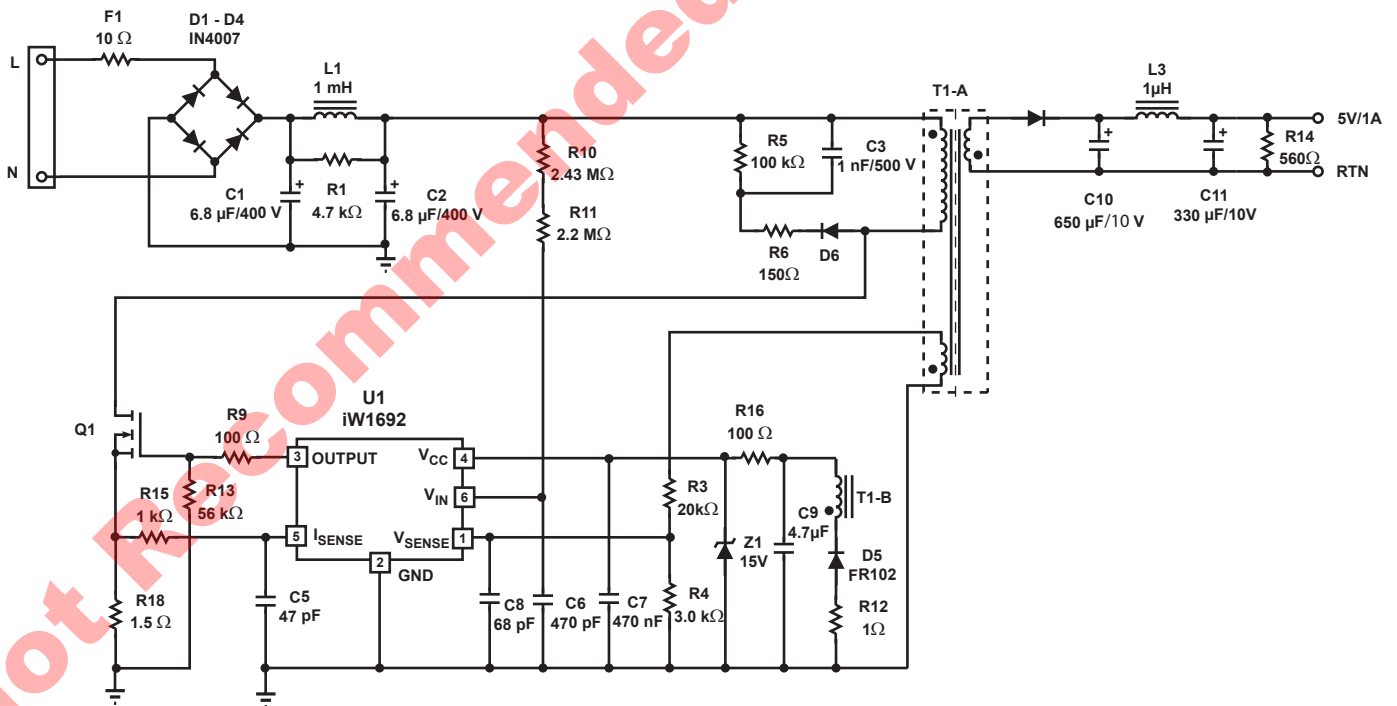 F1
10 Ω
D1 - D4
IN4007
L
N
L1
1 mH
C1
6.8 µF/400 V
R1
4.7 kΩ
C2
6.8 µF/400 V
R10
2.43 MΩ
R11
2.2 MΩ
R5
100 kΩ
C3
1 nF/500 V
R6
150Ω
D6
T1-A
L3
1µH
C10
650 µF/10 V
C11
330 µF/10V
R14
560Ω
5V/1A
RTN
Q1
R9
100 Ω
R13
56 kΩ
R15
1 kΩ
R18
1.5 Ω
C5
47 pF
U1
iW1692
3
OUTPUT
VCC
4
VIN
6
5
ISENSE
VSENSE
1
2
GND
C8
68 pF
C6
470 pF
C7
470 nF
R3
20kΩ
R4
3.0 kΩ
R16
100 Ω
Z1
15V
C9
4.7µF
T1-B
D5
FR102
R12
1Ω
Not Recommended